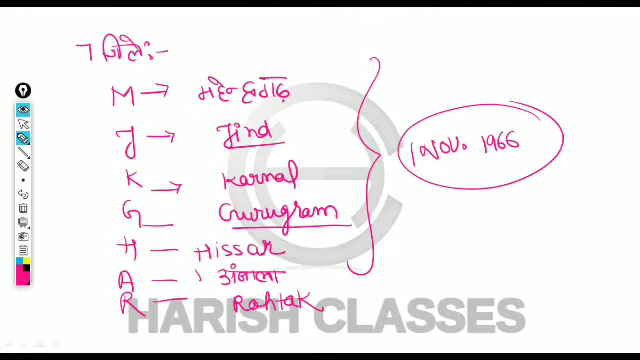 7 जिले:-
M → महेन्द्रगढ़
J → Jind
K → Karnal
G — Gurugram
H — Hissar
A — अंबाला
R — Rohtak
1 Nov. 1966
HARISH CLASSES